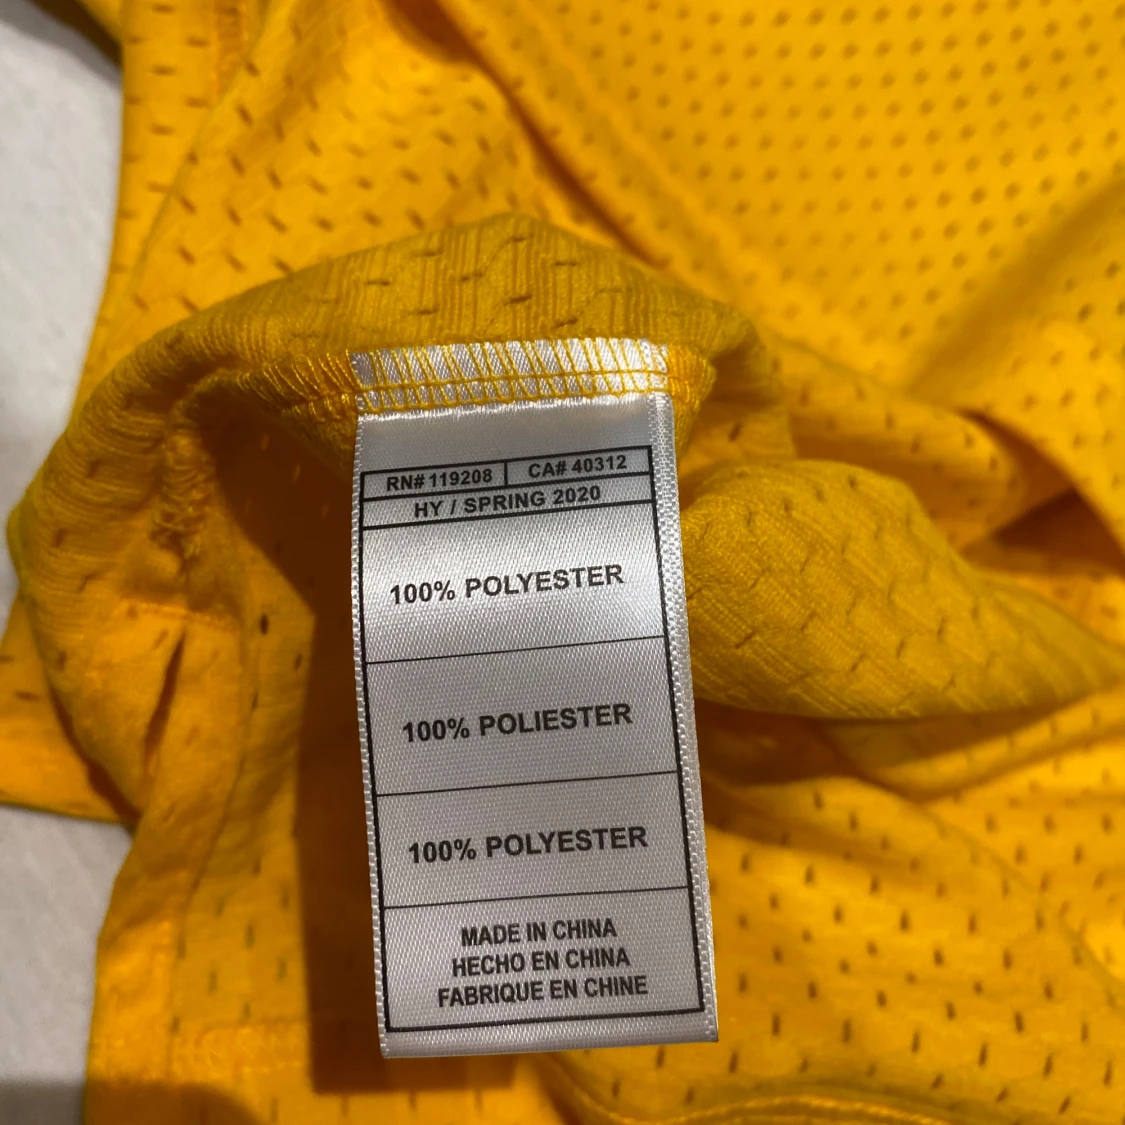 RN# 119208 CA# 40312
HY / SPRING 2020
100% POLYESTER
100% POLIESTER
100% POLYESTER
MADE IN CHINA
HECHO EN CHINA
FABRIQUE EN CHINE